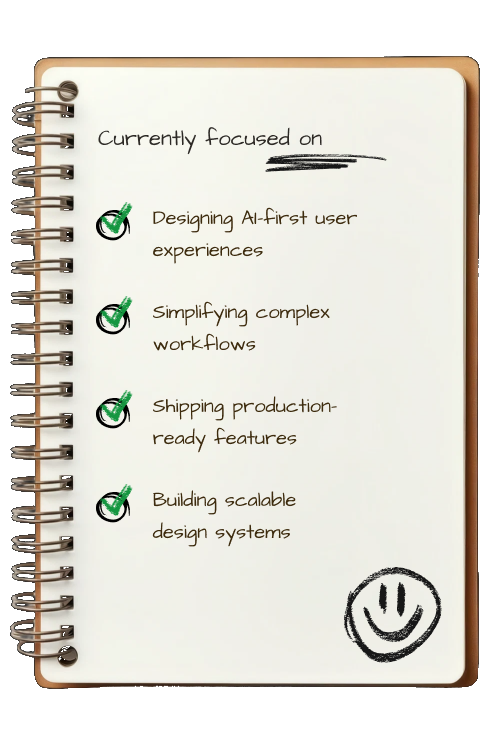 Currently focused on
Designing AI-first user
experiences
Simplifying complex
workflows
Shipping production-
ready features
Building scalable
design systems